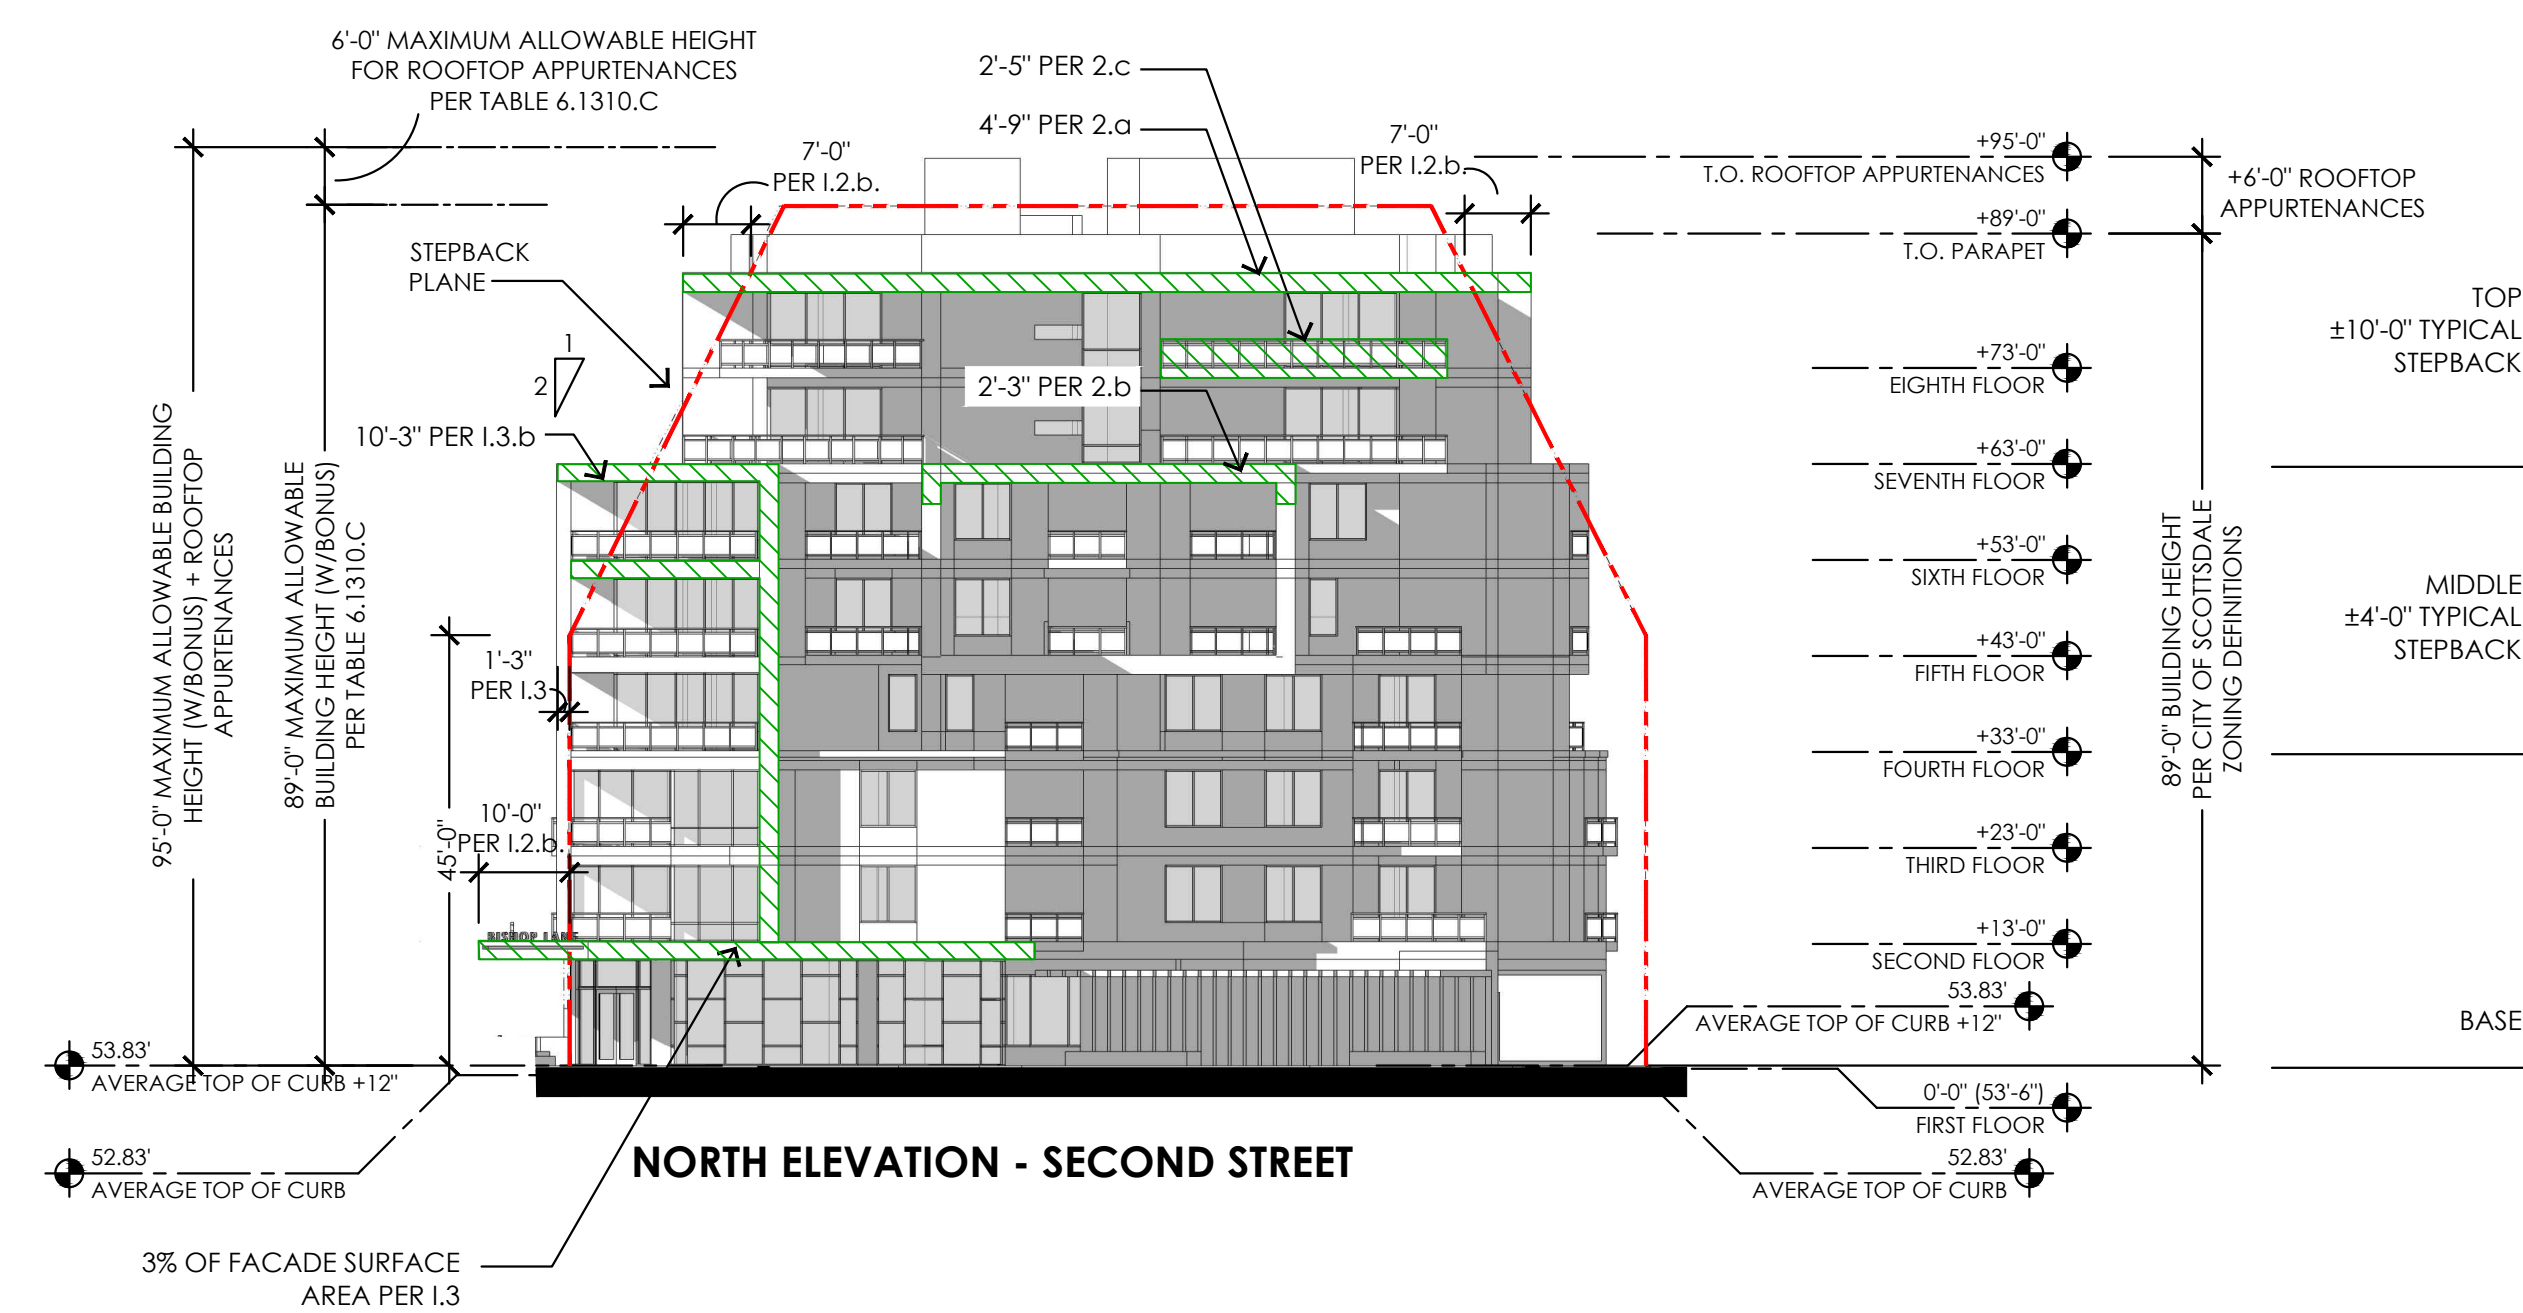 6'-0" MAXIMUM ALLOWABLE HEIGHT
FOR ROOFTOP APPURTENANCES
PER TABLE 6.1310.C
2'-5" PER 2.c
4'-9" PER 2.a
7'-0"
PER I.2.b.
7'-0"
PER I.2.b.
STEPBACK
PLANE
1
2
2'-3" PER 2.b
10'-3" PER I.3.b
95'-0" MAXIMUM ALLOWABLE BUILDING
HEIGHT (W/BONUS) + ROOFTOP
APPURTENANCES
89'-0" MAXIMUM ALLOWABLE
BUILDING HEIGHT (W/BONUS)
PER TABLE 6.1310.C
45'-0"
1'-3"
PER I.3
10'-0"
PER I.2.b.
BISHOP LANE
+95'-0"
T.O. ROOFTOP APPURTENANCES
+89'-0"
T.O. PARAPET
+73'-0"
EIGHTH FLOOR
+63'-0"
SEVENTH FLOOR
+53'-0"
SIXTH FLOOR
+43'-0"
FIFTH FLOOR
+33'-0"
FOURTH FLOOR
+23'-0"
THIRD FLOOR
+13'-0"
SECOND FLOOR
53.83'
AVERAGE TOP OF CURB +12"
0'-0" (53'-6")
FIRST FLOOR
52.83'
AVERAGE TOP OF CURB
+6'-0" ROOFTOP
APPURTENANCES
89'-0" BUILDING HEIGHT
PER CITY OF SCOTTSDALE
ZONING DEFINITIONS
TOP
±10'-0" TYPICAL
STEPBACK
MIDDLE
±4'-0" TYPICAL
STEPBACK
BASE
53.83'
AVERAGE TOP OF CURB +12"
52.83'
AVERAGE TOP OF CURB
NORTH ELEVATION - SECOND STREET
3% OF FACADE SURFACE
AREA PER I.3